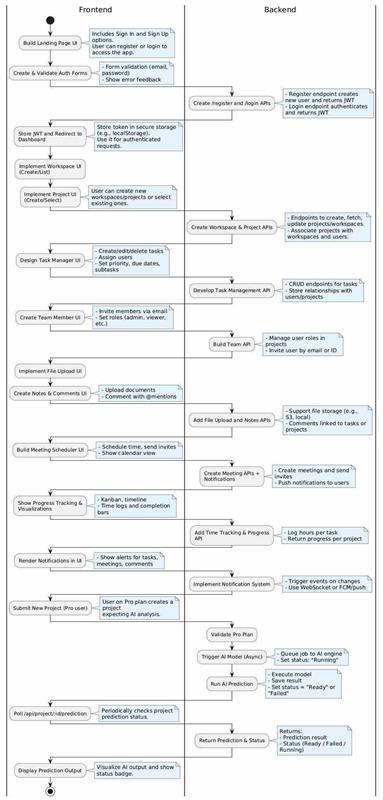 Frontend
Backend
Build Landing Page UI
Includes Sign In and Sign Up
options.
User can register or login to
access the app.
Create & Validate Auth Forms
- Form validation (email,
password)
- Show error feedback
Create /register and /login APIs
- Register endpoint creates
new user and returns JWT
- Login endpoint authenticates
and returns JWT
Store JWT and Redirect to
Dashboard
Store token in secure storage
(e.g., localStorage).
Use it for authenticated
requests.
Implement Workspace UI
(Create/List)
Implement Project UI
(Create/Select)
User can create new
workspaces/projects or select
existing ones.
Create Workspace & Project APIs
- Endpoints to create, fetch,
update projects/workspaces.
- Associate projects with
workspaces and users.
Design Task Manager UI
- Create/edit/delete tasks
- Assign users
- Set priority, due dates,
subtasks
Develop Task Management API
- CRUD endpoints for tasks
- Store relationships with
users/projects
Create Team Member UI
- Invite members via email
- Set roles (admin, viewer,
etc.)
Build Team API
- Manage user roles in
projects
- Invite user by email or ID
Implement File Upload UI
Create Notes & Comments UI
- Upload documents
- Comment with @mentions
Add File Upload and Notes APIs
- Support file storage (e.g.,
S3, local)
- Comments linked to tasks or
projects
Build Meeting Scheduler UI
- Schedule time, send invites
- Show calendar view
Create Meeting APIs +
Notifications
- Create meetings and send
invites
- Push notifications to users
Show Progress Tracking &
Visualizations
- Kanban, timeline
- Time logs and completion
bars
Add Time Tracking & Progress
API
- Log hours per task
- Return progress per project
Render Notifications in UI
- Show alerts for tasks,
meetings, comments
Implement Notification System
- Trigger events on changes
- Use WebSocket or FCM/push
Submit New Project (Pro user)
User on Pro plan creates a
project
expecting AI analysis.
Validate Pro Plan
Trigger AI Model (Async)
- Queue job to AI engine
- Set status: "Running"
Run AI Prediction
- Execute model
- Save result
- Set status = "Ready" or
"Failed"
Poll /api/project/:id/prediction
Periodically checks project
prediction status.
Return Prediction & Status
Returns:
- Prediction result
- Status (Ready / Failed /
Running)
Display Prediction Output
Visualize AI output and show
status badge.